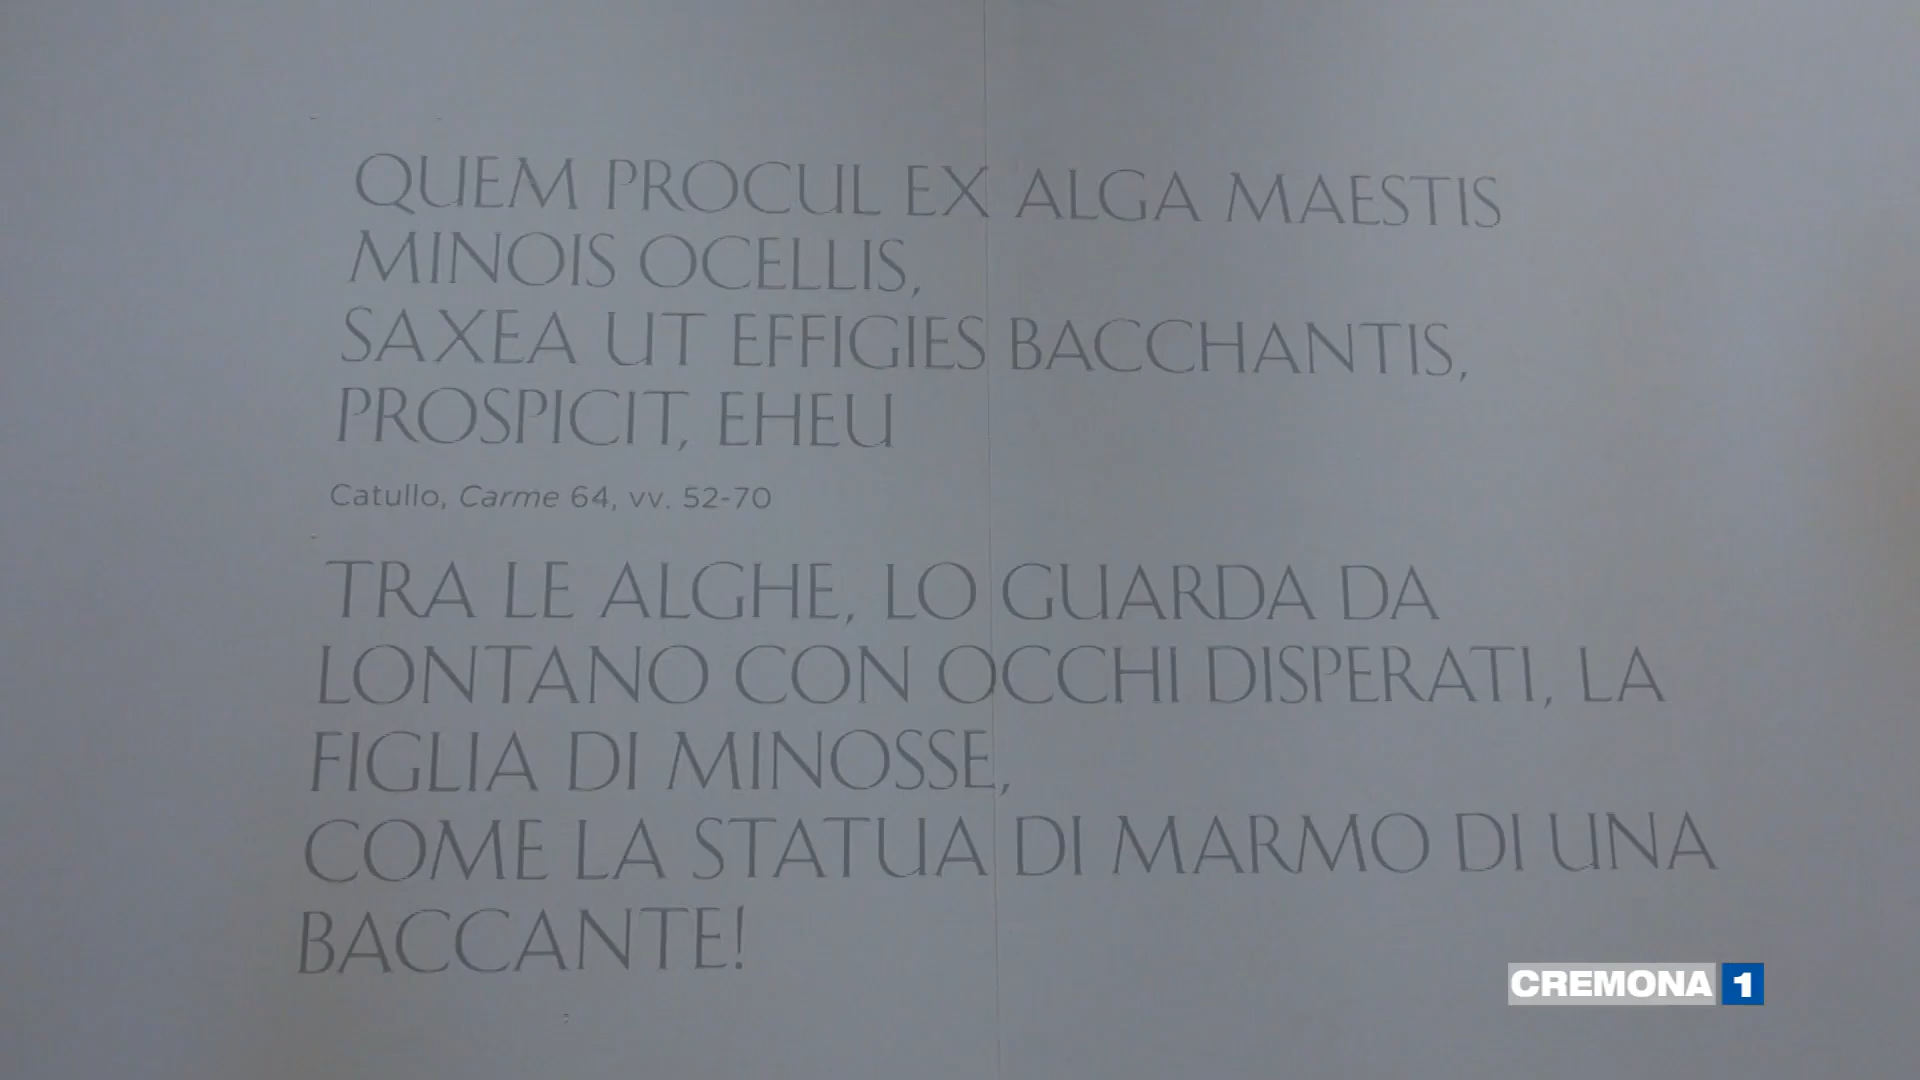 QUEM PROCUL EX ALGA MAESTIS
MINOIS OCELLIS,
SAXEA UT EFFIGIES BACCHANTIS,
PROSPICIT, EHEU
Catullo, Carme 64, vv. 52-70
TRA LE ALGHE, LO GUARDA DA
LONTANO CON OCCHI DISPERATI, LA
FIGLIA DI MINOSSE,
COME LA STATUA DI MARMO DI UNA
BACCANTE!
CREMONA 1